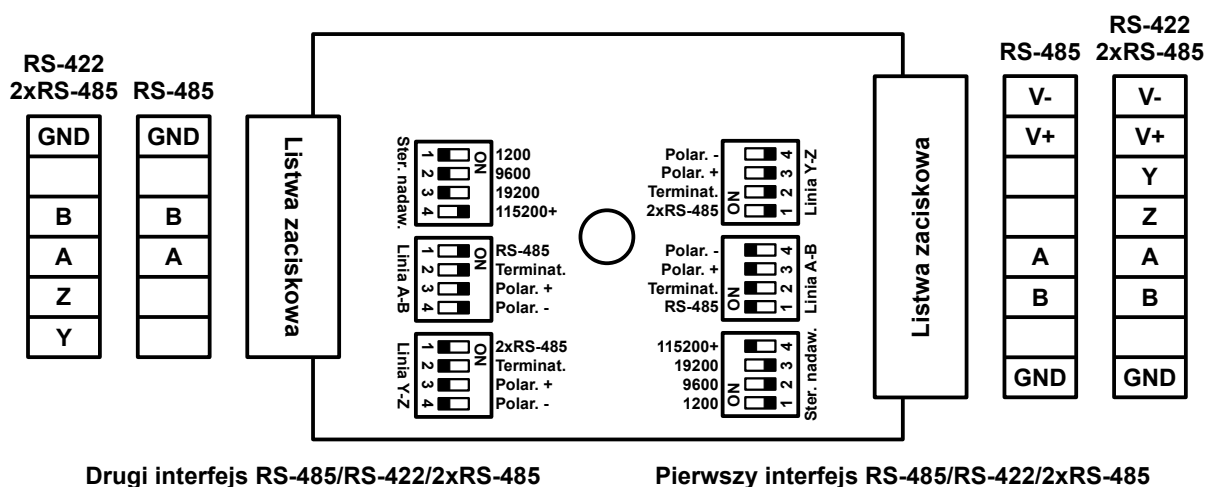 RS-422
2xRS-485
GND
B
A
Z
Y
RS-485
GND
B
A
Listwa zaciskowa
Ster. nadaw.
1 2 3 4
ON
1200
9600
19200
115200+
Linia A-B
1 2 3 4
ON
RS-485
Terminat.
Polar. +
Polar. -
Linia Y-Z
1 2 3 4
ON
2xRS-485
Terminat.
Polar. +
Polar. -
Polar. -
Polar. +
Terminat.
2xRS-485
ON
1 2 3 4
Linia Y-Z
Polar. -
Polar. +
Terminat.
RS-485
ON
1 2 3 4
Linia A-B
115200+
19200
9600
1200
ON
1 2 3 4
Ster. nadaw.
Listwa zaciskowa
RS-485
V-
V+
A
B
GND
RS-422
2xRS-485
V-
V+
Y
Z
A
B
GND
Drugi interfejs RS-485/RS-422/2xRS-485
Pierwszy interfejs RS-485/RS-422/2xRS-485